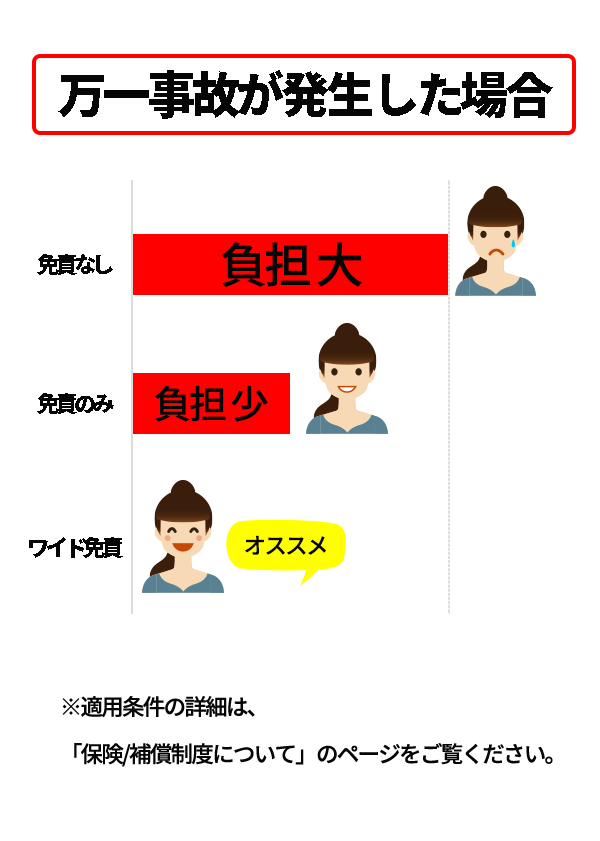 万一事故が発生した場合
免責なし
負担大
免責のみ
負担少
ワイド免責
オススメ
※適用条件の詳細は、
「保険/補償制度について」のページをご覧ください。